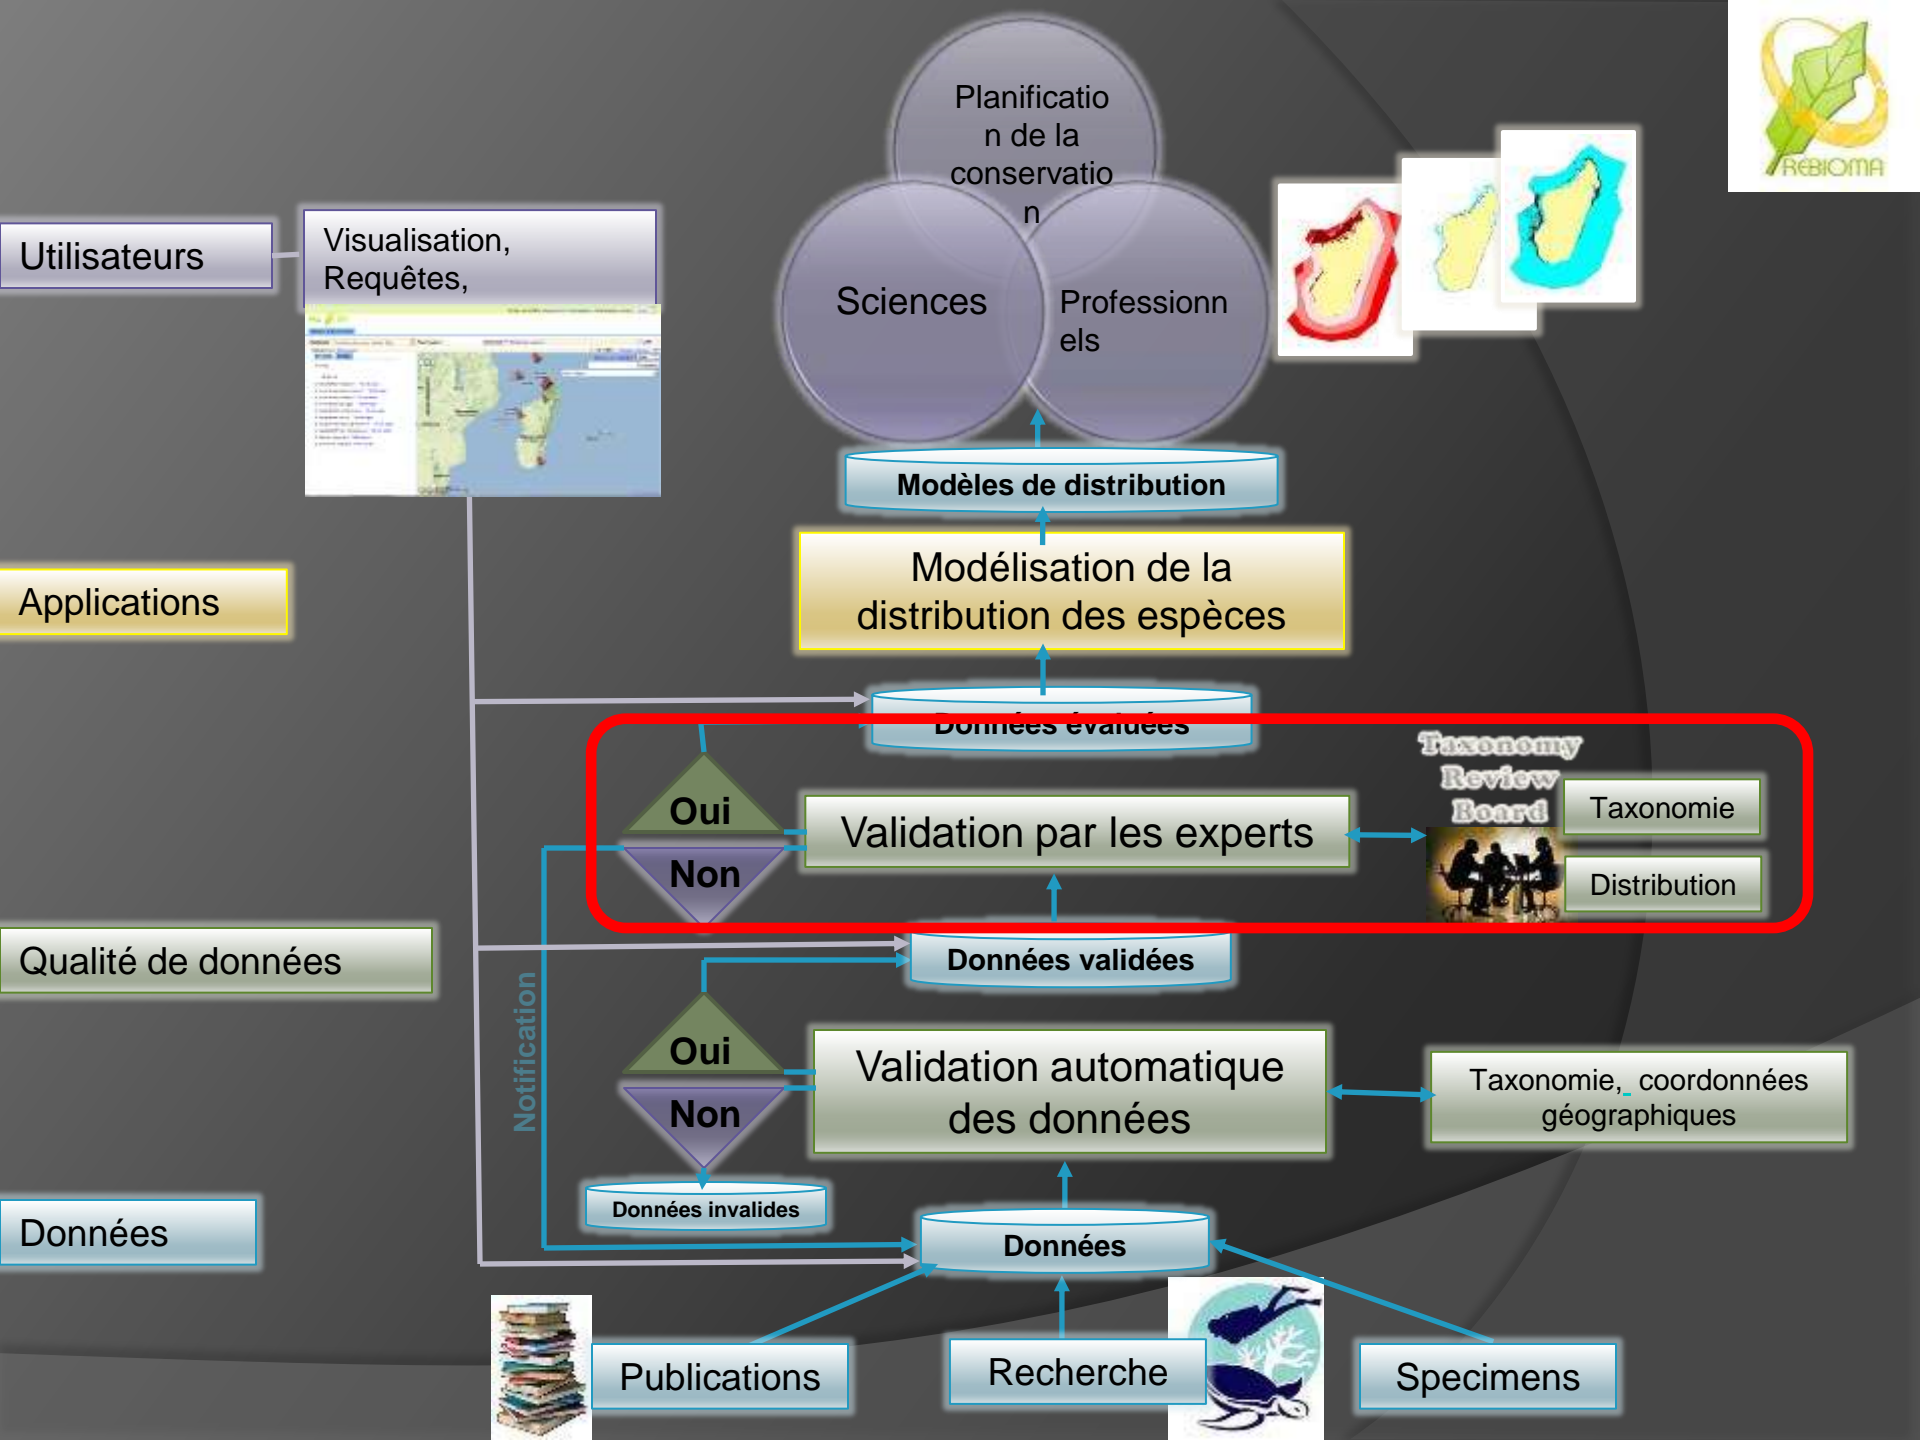 Planificatio
n de la
conservatio
n
REBIOMA
Utilisateurs
Visualisation,
Requêtes,
Sciences
Professionn
els
Modèles de distribution
Modélisation de la
distribution des espèces
Applications
Données évaluées
Taxonomy
Review
Board
Oui
Validation par les experts
Taxonomie
Non
Distribution
Qualité de données
Données validées
Notification
Oui
Validation automatique
des données
Non
Taxonomie, coordonnées
géographiques
Données invalides
Données
Données
Publications
Recherche
Specimens